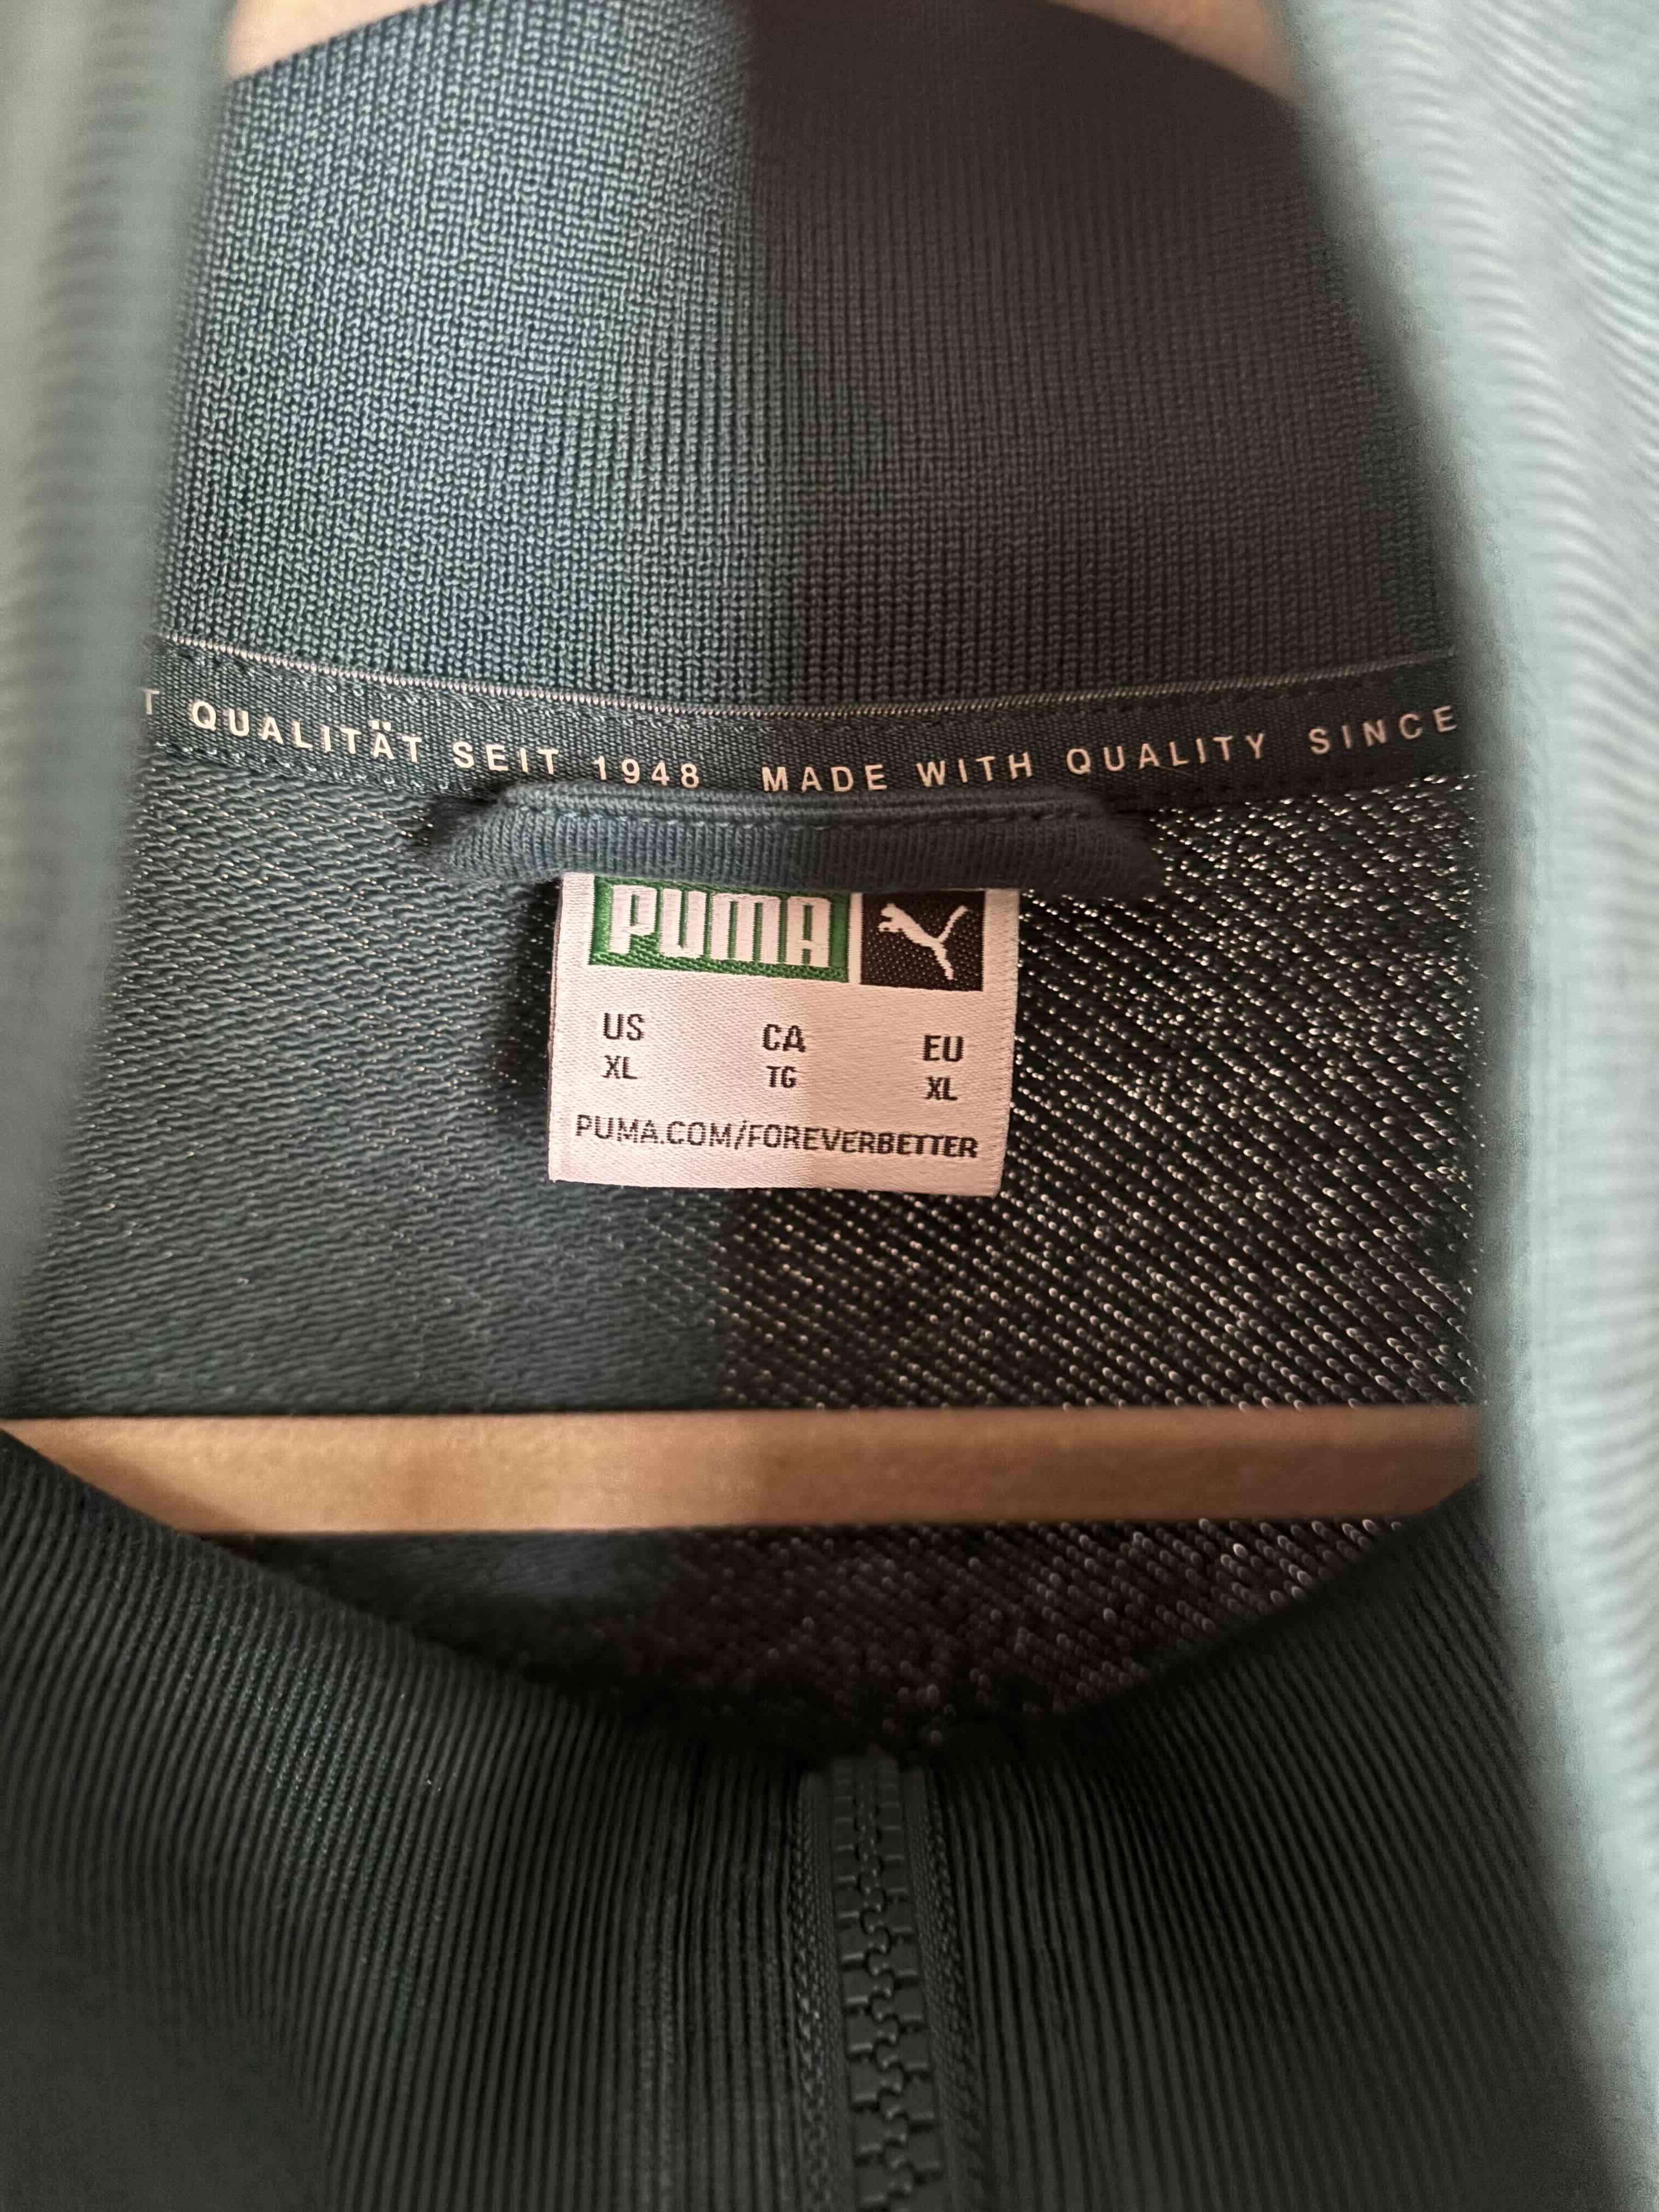 T QUALITÄT SEIT 1948 MADE WITH QUALITY SINCE
PUMA
US CA EU
XL TG XL
PUMA.COM/FOREVERBETTER